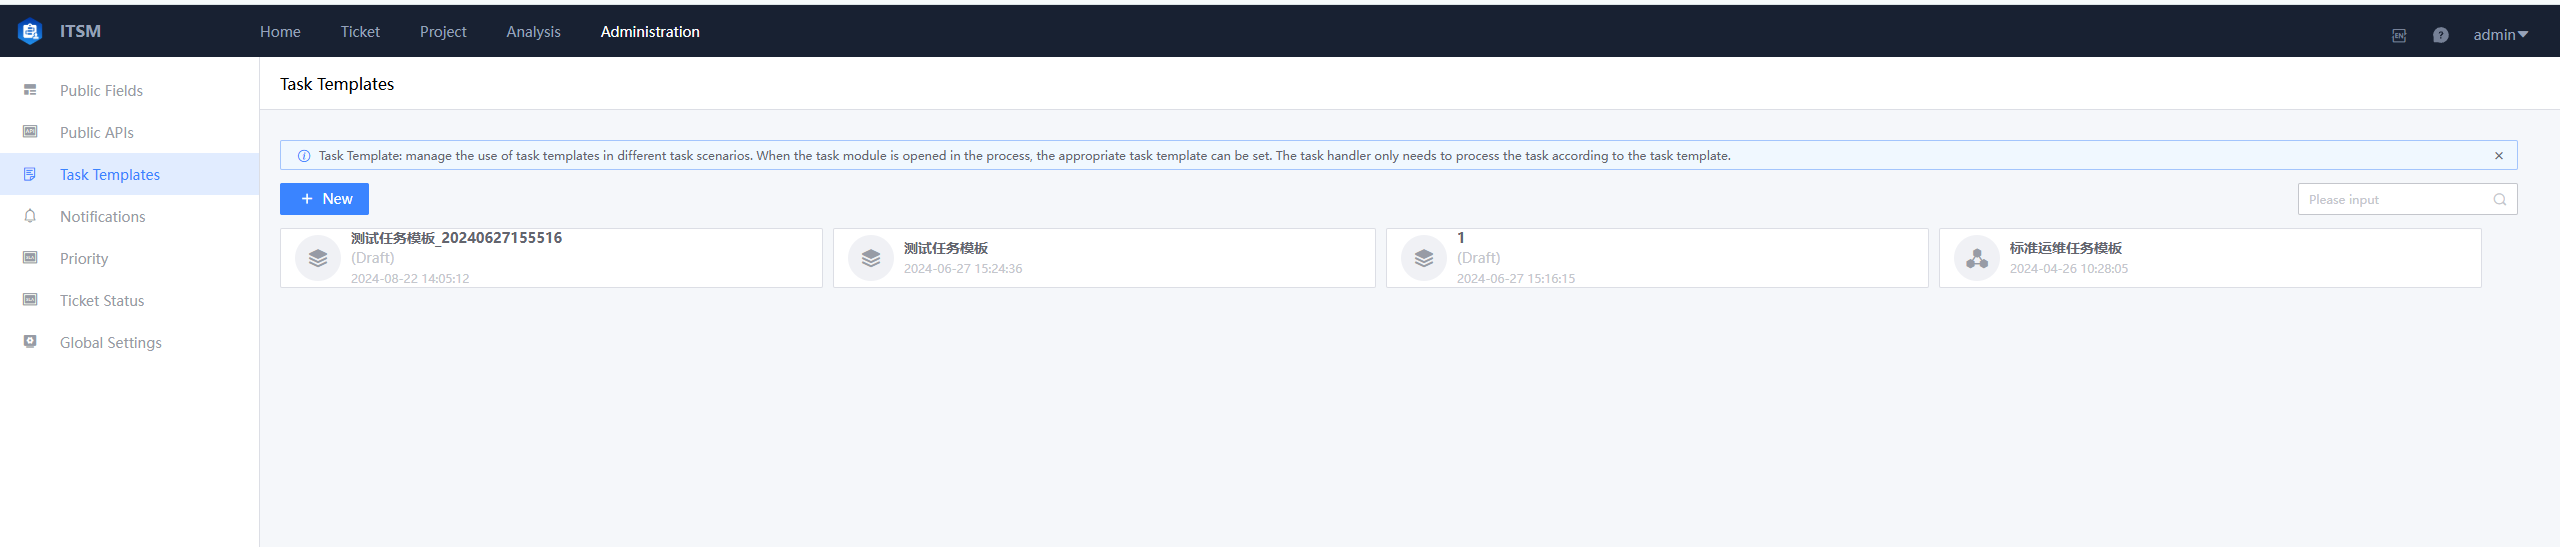 ITSM
Home Ticket Project Analysis Administration
EN ? admin
Public Fields
Public APIs
Task Templates
Notifications
Priority
Ticket Status
Global Settings
Task Templates
Task Template: manage the use of task templates in different task scenarios. When the task module is opened in the process, the appropriate task template can be set. The task handler only needs to process the task according to the task template.
+ New
Please input
测试任务模板_20240627155516
(Draft)
2024-08-22 14:05:12
测试任务模板
2024-06-27 15:24:36
1
(Draft)
2024-06-27 15:16:15
标准运维任务模板
2024-04-26 10:28:05